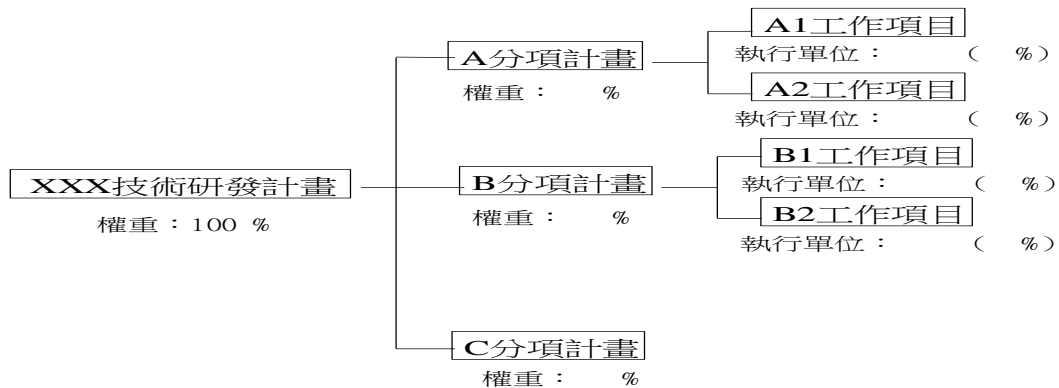 XXX技術研發計畫
權重：100 %
A分項計畫
權重：　　%
A1工作項目
執行單位：　　　（　　%）
A2工作項目
執行單位：　　　（　　%）
B分項計畫
權重：　　%
B1工作項目
執行單位：　　　（　　%）
B2工作項目
執行單位：　　　（　　%）
C分項計畫
權重：　　%